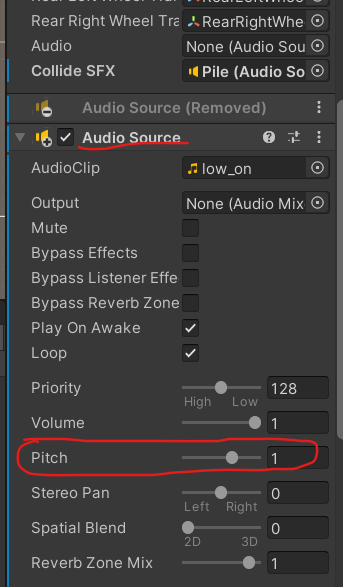 Rear Right Wheel Tra
RearRightWhe
Audio
None (Audio Sou
Collide SFX
Pile (Audio So
Audio Source (Removed)
Audio Source
AudioClip
low_on
Output
None (Audio Mix
Mute
Bypass Effects
Bypass Listener Effe
Bypass Reverb Zone
Play On Awake
Loop
Priority
128
High
Low
Volume
1
Pitch
1
Stereo Pan
0
Left
Right
Spatial Blend
0
2D
3D
Reverb Zone Mix
1